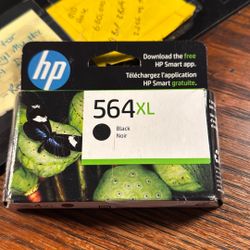 hp
Download the free
HP Smart app.
Téléchargez l'application
HP Smart gratuite.
564XL
Black
Noir